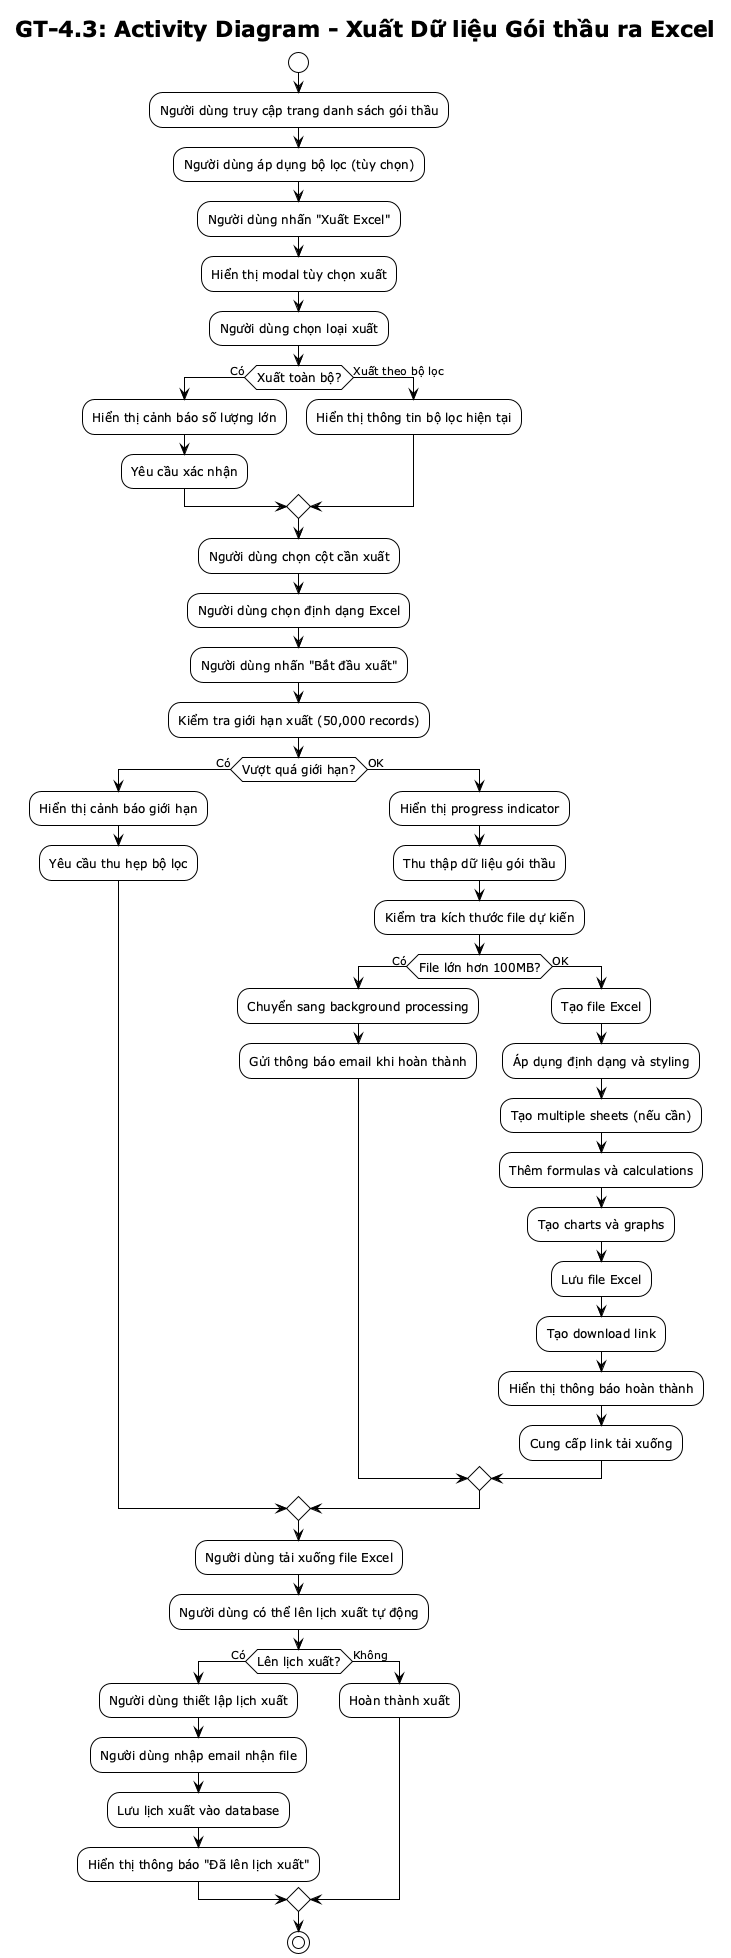 GT-4.3: Activity Diagram - Xuất Dữ liệu Gói thầu ra Excel
Người dùng truy cập trang danh sách gói thầu
Người dùng áp dụng bộ lọc (tùy chọn)
Người dùng nhấn "Xuất Excel"
Hiển thị modal tùy chọn xuất
Người dùng chọn loại xuất
Có
Xuất toàn bộ?
Xuất theo bộ lọc
Hiển thị cảnh báo số lượng lớn
Hiển thị thông tin bộ lọc hiện tại
Yêu cầu xác nhận
Người dùng chọn cột cần xuất
Người dùng chọn định dạng Excel
Người dùng nhấn "Bắt đầu xuất"
Kiểm tra giới hạn xuất (50,000 records)
Có
Vượt quá giới hạn?
OK
Hiển thị cảnh báo giới hạn
Hiển thị progress indicator
Yêu cầu thu hẹp bộ lọc
Thu thập dữ liệu gói thầu
Kiểm tra kích thước file dự kiến
Có
File lớn hơn 100MB?
OK
Chuyển sang background processing
Tạo file Excel
Gửi thông báo email khi hoàn thành
Áp dụng định dạng và styling
Tạo multiple sheets (nếu cần)
Thêm formulas và calculations
Tạo charts và graphs
Lưu file Excel
Tạo download link
Hiển thị thông báo hoàn thành
Cung cấp link tải xuống
Người dùng tải xuống file Excel
Người dùng có thể lên lịch xuất tự động
Có
Lên lịch xuất?
Không
Người dùng thiết lập lịch xuất
Hoàn thành xuất
Người dùng nhập email nhận file
Lưu lịch xuất vào database
Hiển thị thông báo "Đã lên lịch xuất"